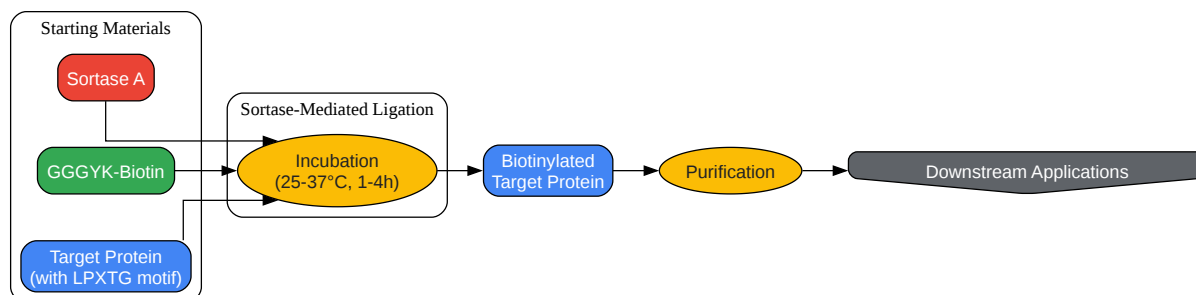 Starting Materials
Sortase A
GGGYK-Biotin
Target Protein
(with LPXTG motif)
Sortase-Mediated Ligation
Incubation
(25-37°C, 1-4h)
Biotinylated
Target Protein
Purification
Downstream Applications